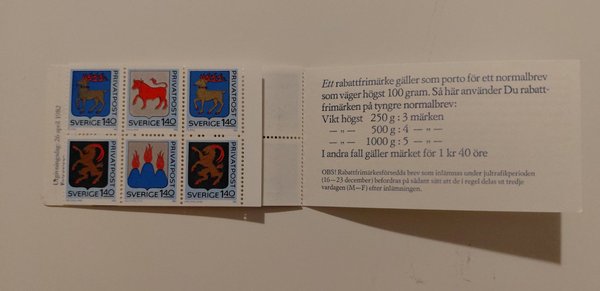 Utgivningsdag: 26 april 1982
PRIVATPOST
SVERIGE 140
PRIVATPOST
SVERIGE 140
PRIVATPOST
SVERIGE 140
PRIVATPOST
SVERIGE 140
PRIVATPOST
SVERIGE 140
PRIVATPOST
SVERIGE 140
Ett rabattfrimärke gäller som porto för ett normalbrev
som väger högst 100 gram. Så här använder Du rabatt-
frimärken på tyngre normalbrev:
Vikt högst 250 g : 3 märken
— „ — 500 g : 4 — „ —
— „ — 1000 g : 5 — „ —
I andra fall gäller märket för 1 kr 40 öre
OBS! Rabattfrimärksförsedda brev som inlämnas under jultrafikperioden
(16—23 december) befordras på sådant sätt att de i regel delas ut tredje
vardagen (M—F) efter inlämningen.